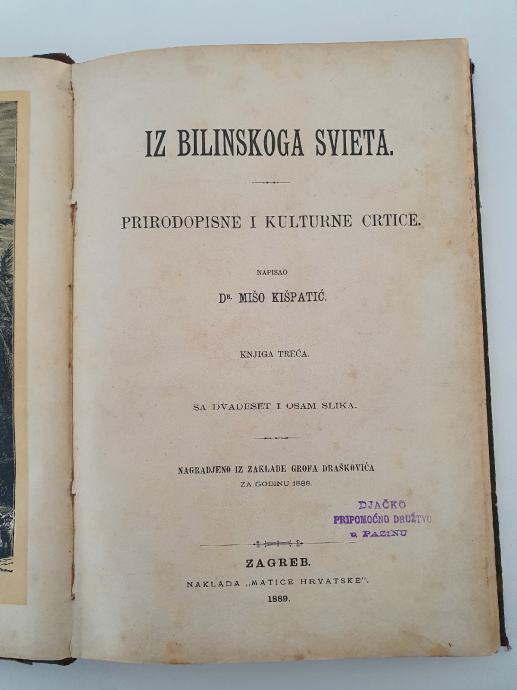 IZ BILINSKOGA SVIETA.
PRIRODOPISNE I KULTURNE CRTICE.
NAPISAO
DR. MIŠO KIŠPATIĆ.
KNJIGA TREĆA.
SA DVADESET I OSAM SLIKA.
NAGRADJENO IZ ZAKLADE GROFA DRAŠKOVIĆA
ZA GODINU 1888.
DJAČKO
PRIPOMOĆNO DRUŽTVO
u PAZINU
ZAGREB.
NAKLADA „MATICE HRVATSKE".
1889.